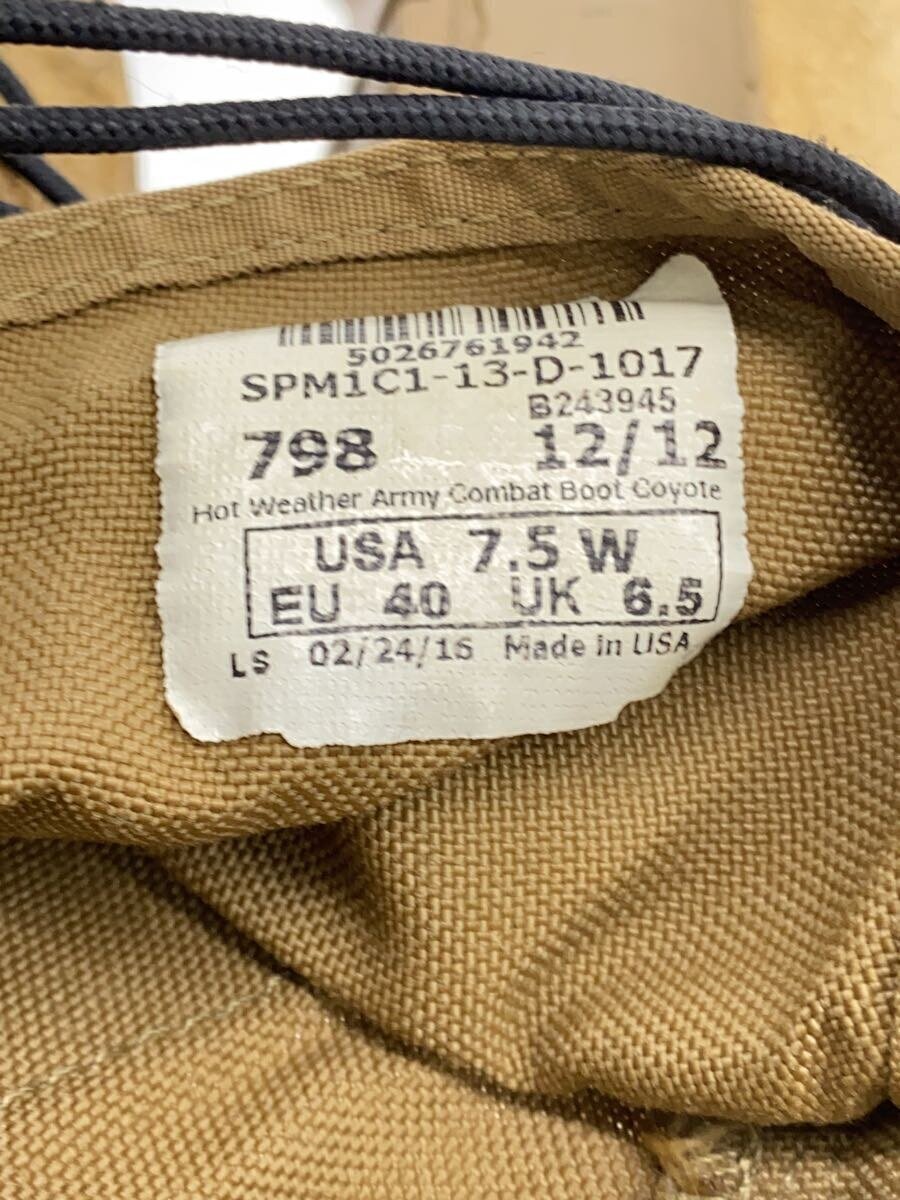 5026761942
SPM1C1-13-D-1017
B243945
798 12/12
Hot Weather Army Combat Boot Coyote
USA 7.5 W
EU 40 UK 6.5
LS 02/24/16 Made in USA